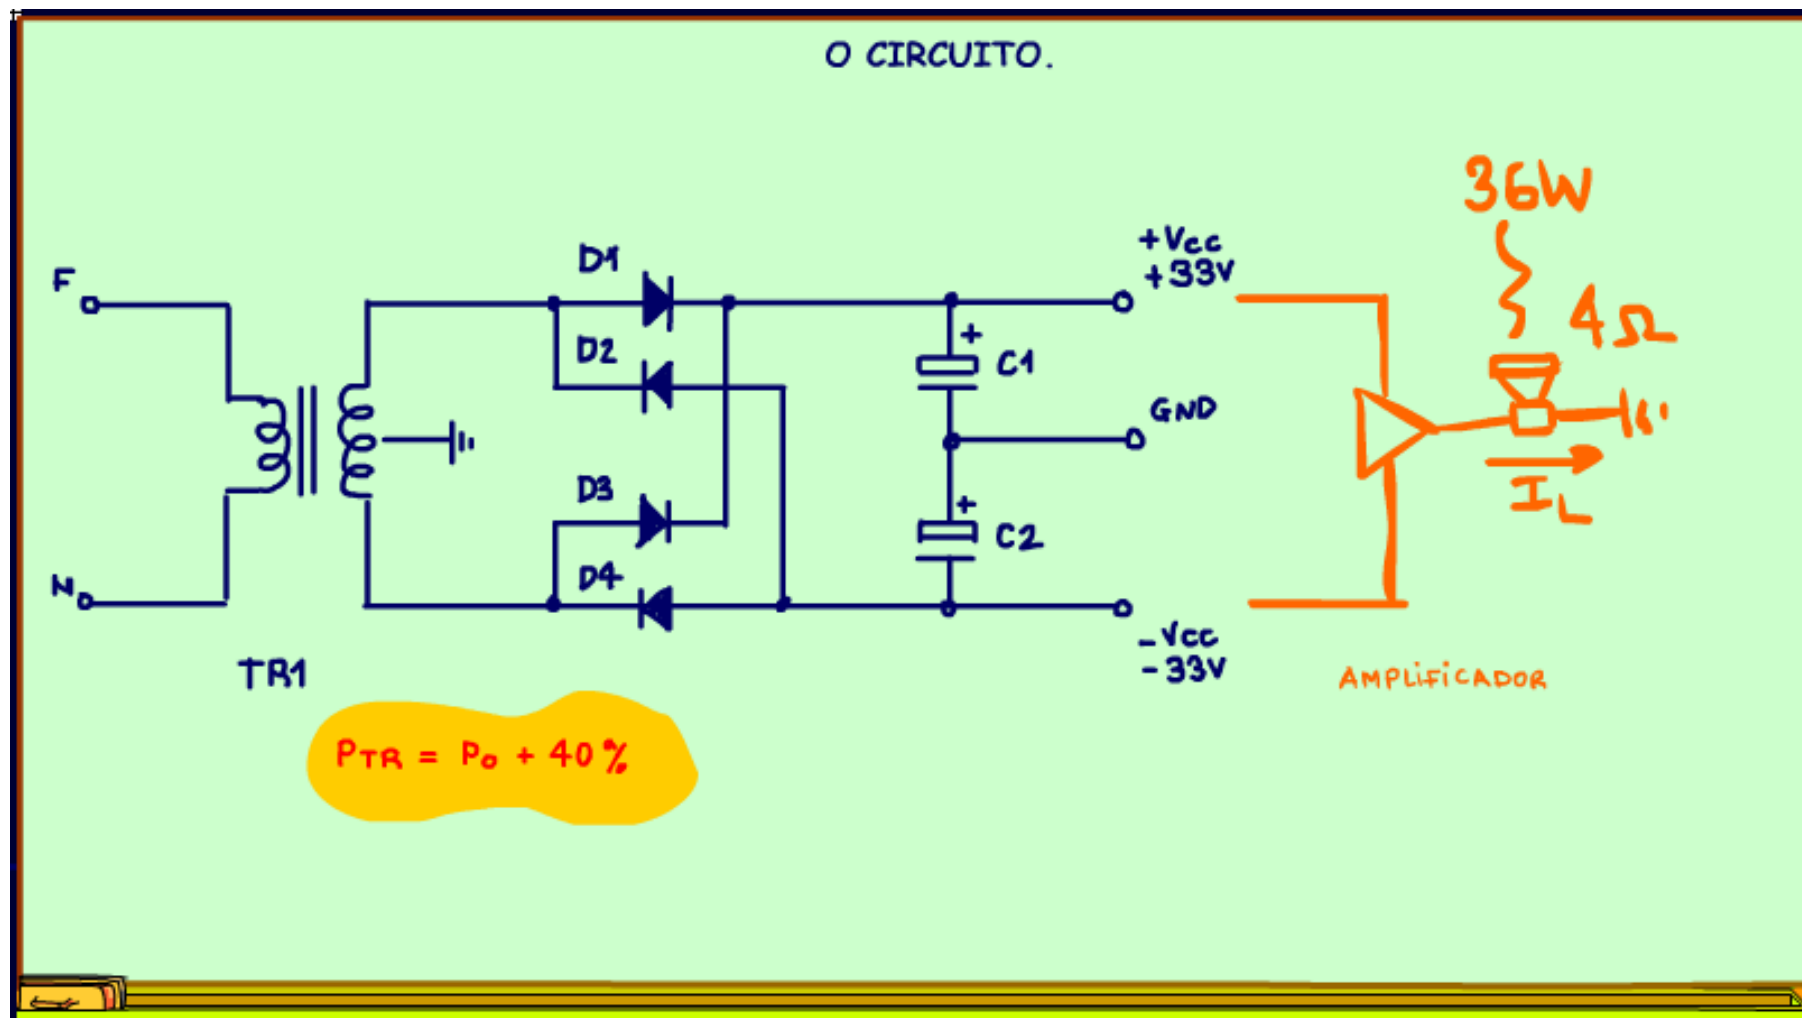 O CIRCUITO.
36W
+Vcc
+33V
F
D1
4Ω
+
D2
C1
GND
D3
+
IL
C2
D4
N
-Vcc
-33V
TR1
AMPLiFiCADOR
PTR = Po + 40%